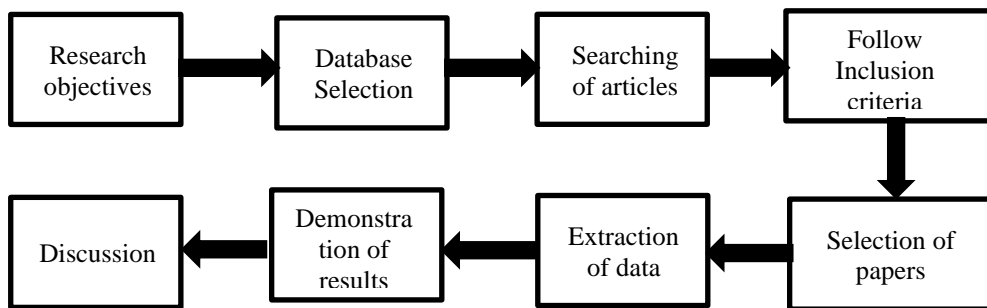 Research
objectives
Database
Selection
Searching
of articles
Follow
Inclusion
criteria
Selection of
papers
Extraction
of data
Demonstra
tion of
results
Discussion